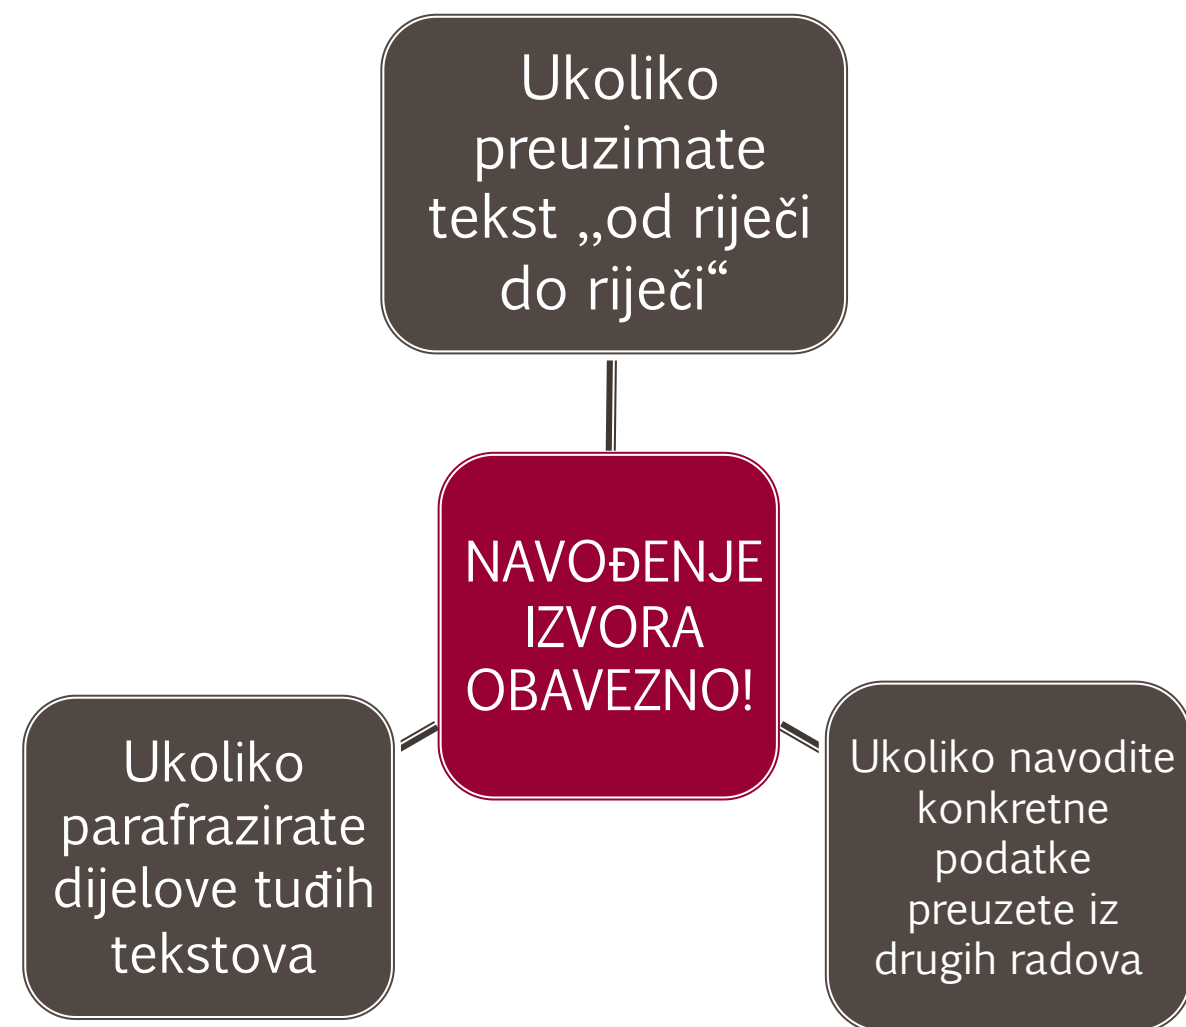 Ukoliko
preuzimate
tekst ,,od riječi
do riječi“
NAVOĐENJE
IZVORA
OBAVEZNO!
Ukoliko
parafrazirate
dijelove tuđih
tekstova
Ukoliko navodite
konkretne
podatke
preuzete iz
drugih radova